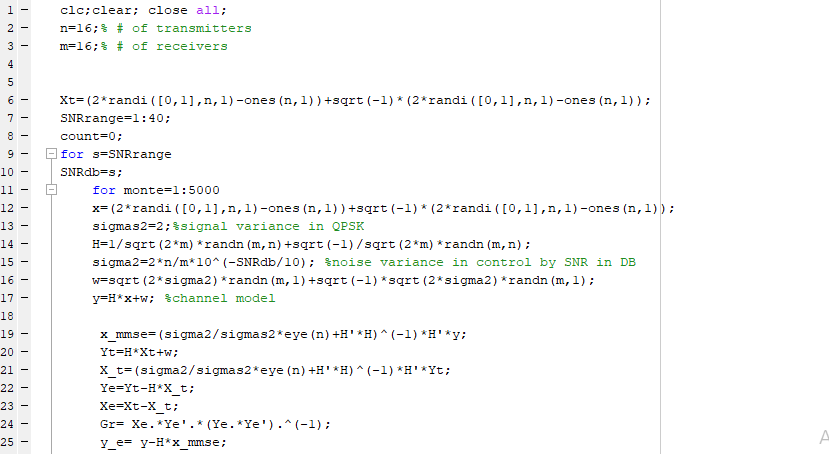 1 - clc;clear; close all;
2 - n=16;% # of transmitters
3 - m=16;% # of receivers
4
5
6 - Xt=(2*randi([0,1],n,1)-ones(n,1))+sqrt(-1)*(2*randi([0,1],n,1)-ones(n,1));
7 - SNRrange=1:40;
8 - count=0;
9 - for s=SNRrange
10 - SNRdb=s;
11 - for monte=1:5000
12 - x=(2*randi([0,1],n,1)-ones(n,1))+sqrt(-1)*(2*randi([0,1],n,1)-ones(n,1));
13 - sigmas2=2;%signal variance in QPSK
14 - H=1/sqrt(2*m)*randn(m,n)+sqrt(-1)/sqrt(2*m)*randn(m,n);
15 - sigma2=2*n/m*10^(-SNRdb/10); %noise variance in control by SNR in DB
16 - w=sqrt(2*sigma2)*randn(m,1)+sqrt(-1)*sqrt(2*sigma2)*randn(m,1);
17 - y=H*x+w; %channel model
18
19 - x_mmse=(sigma2/sigmas2*eye(n)+H'*H)^(-1)*H'*y;
20 - Yt=H*Xt+w;
21 - X_t=(sigma2/sigmas2*eye(n)+H'*H)^(-1)*H'*Yt;
22 - Ye=Yt-H*X_t;
23 - Xe=Xt-X_t;
24 - Gr= Xe.*Ye'.*(Ye.*Ye').^(-1);
25 - y_e= y-H*x_mmse;
A